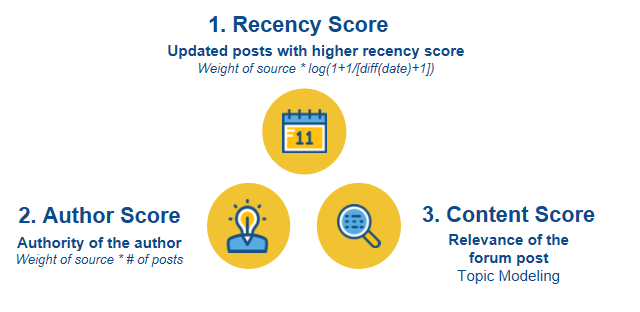 1. Recency Score
Updated posts with higher recency score
Weight of source * log(1+1/[diff(date)+1])
11
2. Author Score
Authority of the author
Weight of source * # of posts
3. Content Score
Relevance of the
forum post
Topic Modeling